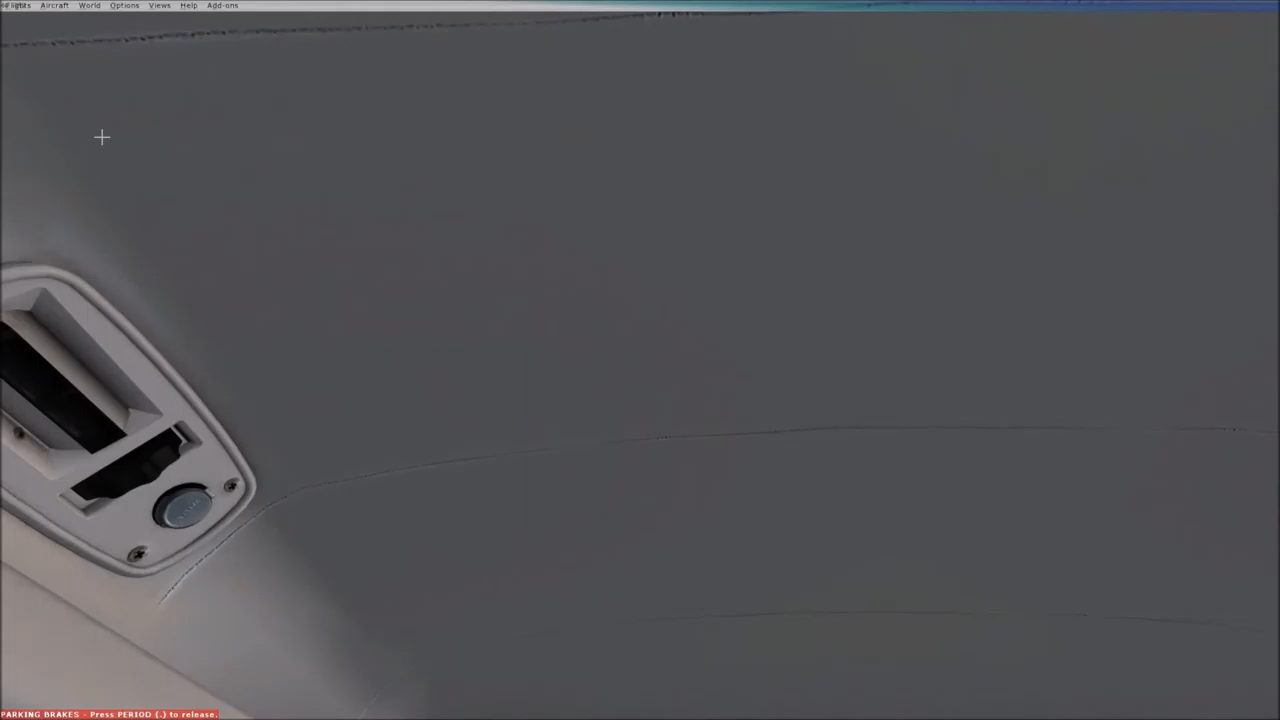 Aircraft World Options Views Help Add-ons
PARKING BRAKES - Press PERIOD (.) to release.